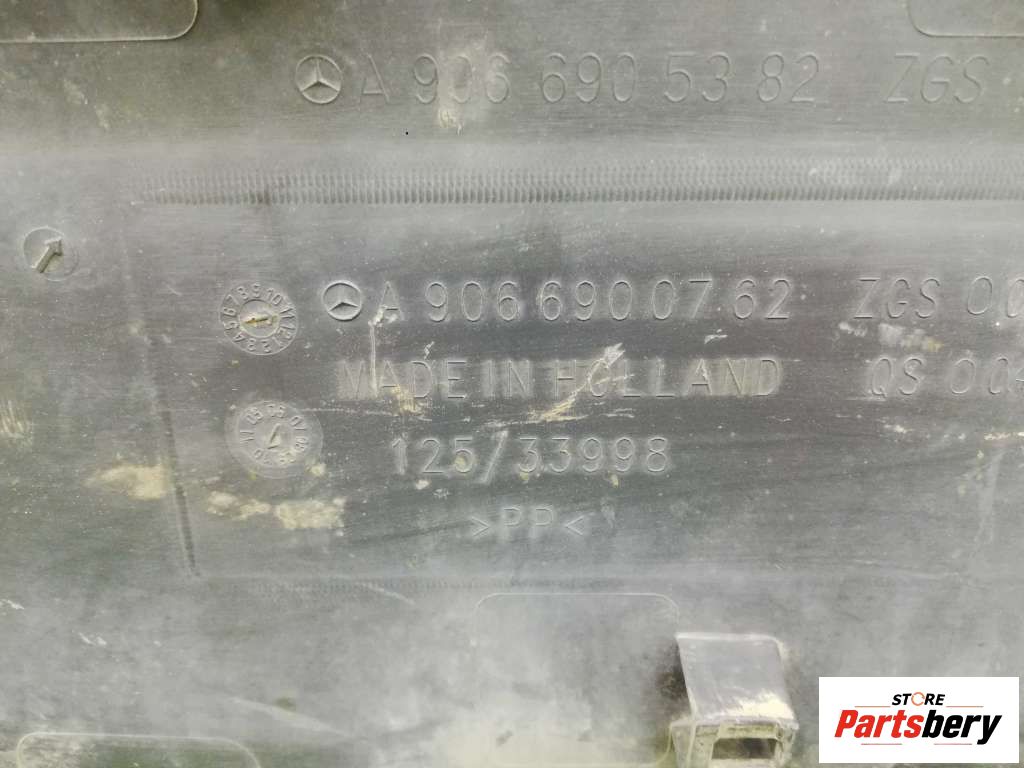 A 906 690 53 82 ZGS
A 906 690 07 62 ZGS 00
MADE IN HOLLAND QS 00
125/33998
>PP<
STORE
Partsbery